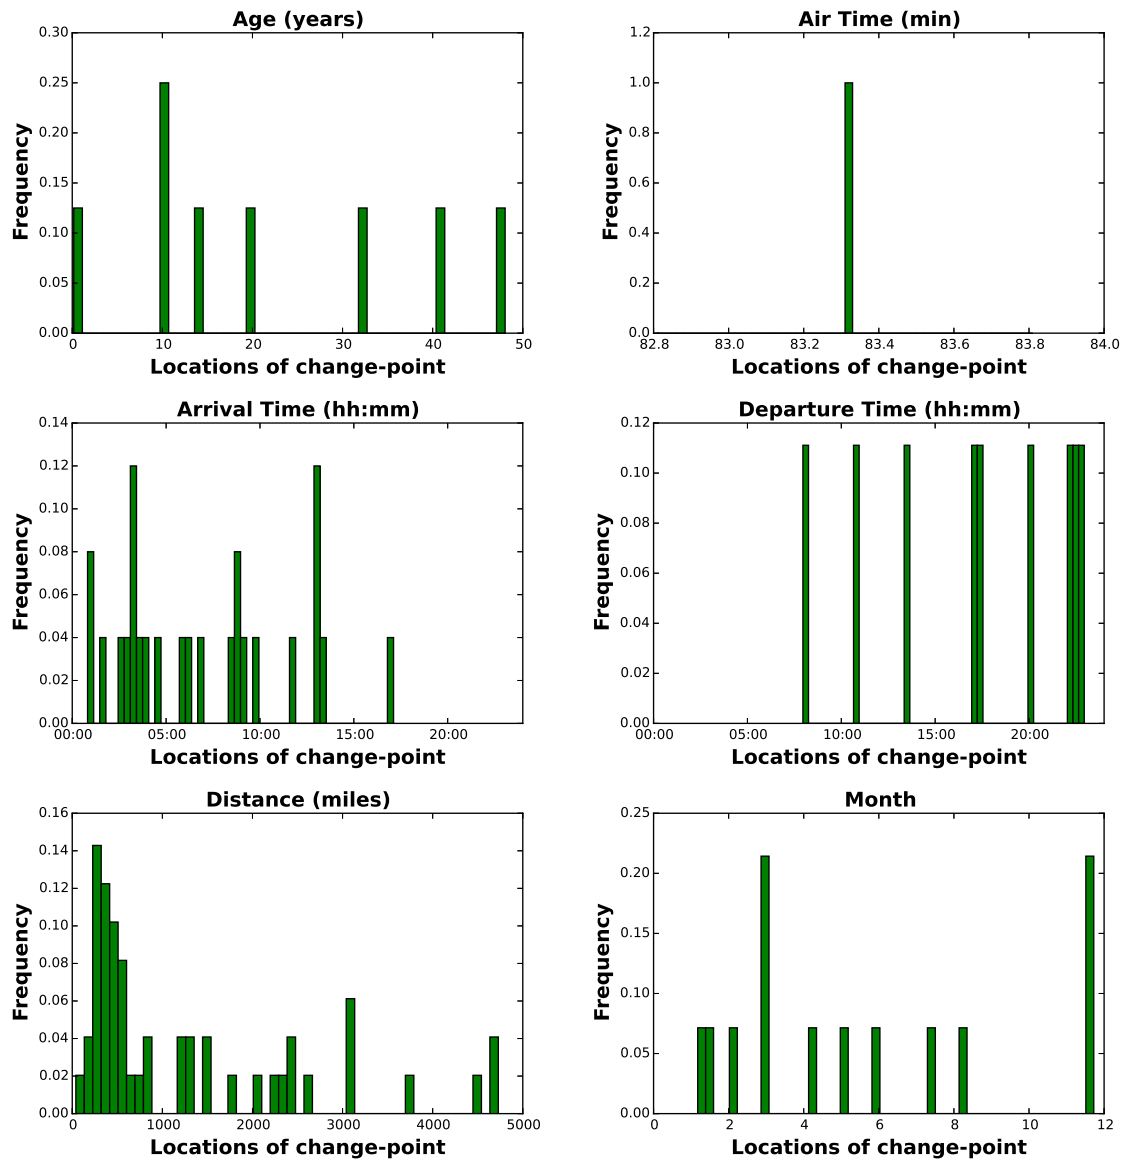 Age (years)
Frequency
0.30
0.25
0.20
0.15
0.10
0.05
0.00
0 10 20 30 40 50
Locations of change-point
Air Time (min)
Frequency
1.2
1.0
0.8
0.6
0.4
0.2
0.0
82.8 83.0 83.2 83.4 83.6 83.8 84.0
Locations of change-point
Arrival Time (hh:mm)
Frequency
0.14
0.12
0.10
0.08
0.06
0.04
0.02
0.00
00:00 05:00 10:00 15:00 20:00
Locations of change-point
Departure Time (hh:mm)
Frequency
0.12
0.10
0.08
0.06
0.04
0.02
0.00
00:00 05:00 10:00 15:00 20:00
Locations of change-point
Distance (miles)
Frequency
0.16
0.14
0.12
0.10
0.08
0.06
0.04
0.02
0.00
0 1000 2000 3000 4000 5000
Locations of change-point
Month
Frequency
0.25
0.20
0.15
0.10
0.05
0.00
0 2 4 6 8 10 12
Locations of change-point